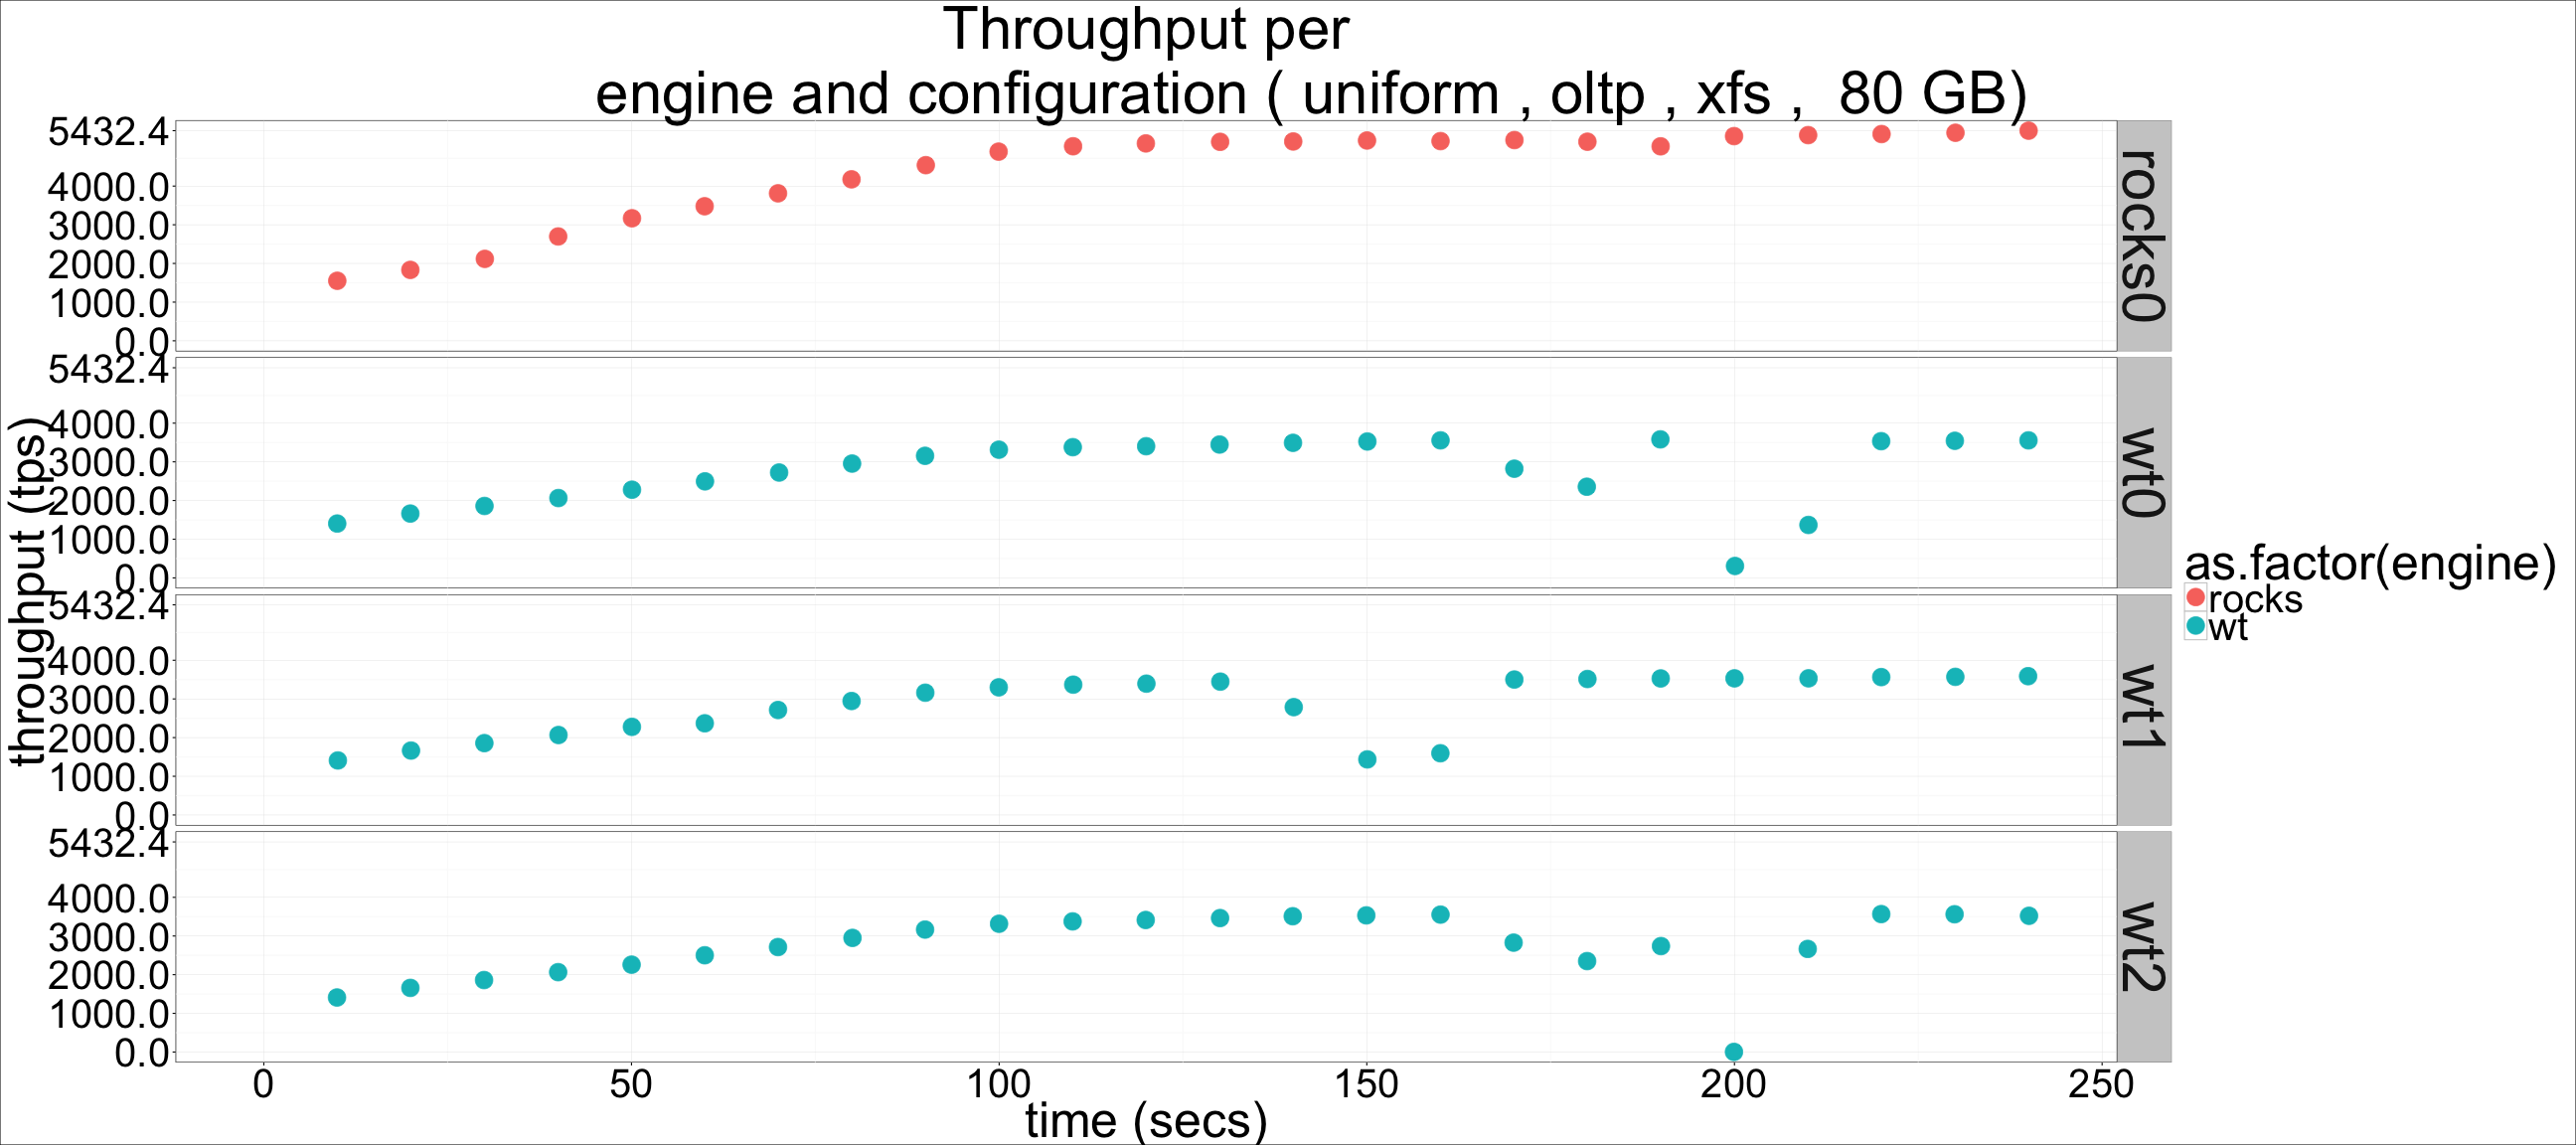 Throughput per
engine and configuration ( uniform , oltp , xfs ,  80 GB)
throughput (tps)
5432.4
4000.0
3000.0
2000.0
1000.0
0.0
rocks0
5432.4
4000.0
3000.0
2000.0
1000.0
0.0
wt0
5432.4
4000.0
3000.0
2000.0
1000.0
0.0
wt1
5432.4
4000.0
3000.0
2000.0
1000.0
0.0
wt2
0 50 100 150 200 250
time (secs)
as.factor(engine)
rocks
wt